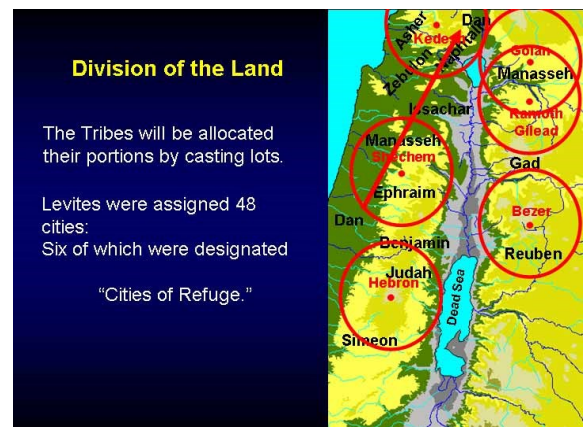 Division of the Land
The Tribes will be allocated
their portions by casting lots.
Levites were assigned 48
cities:
Six of which were designated
“Cities of Refuge.”
Dan
Asher
Kedesh
Naphtali
Zebulon
Golan
Manasseh
Issachar
Ramoth
Gilead
Manasseh
Shechem
Gad
Ephraim
Dan
Bezer
Benjamin
Reuben
Judah
Hebron
Dead Sea
Simeon